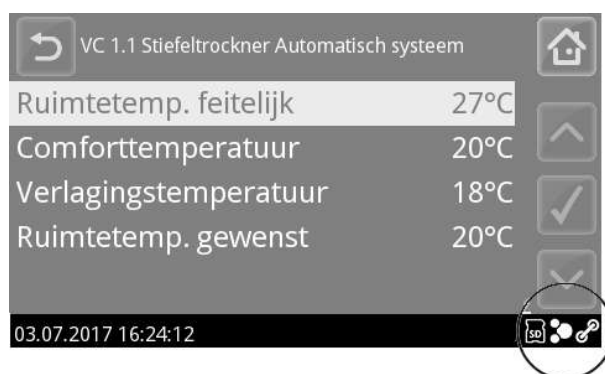 VC 1.1 Stiefeltrockner Automatisch systeem
Ruimtetemp. feitelijk 27°C
Comforttemperatuur 20°C
Verlagingstemperatuur 18°C
Ruimtetemp. gewenst 20°C
03.07.2017 16:24:12 SD